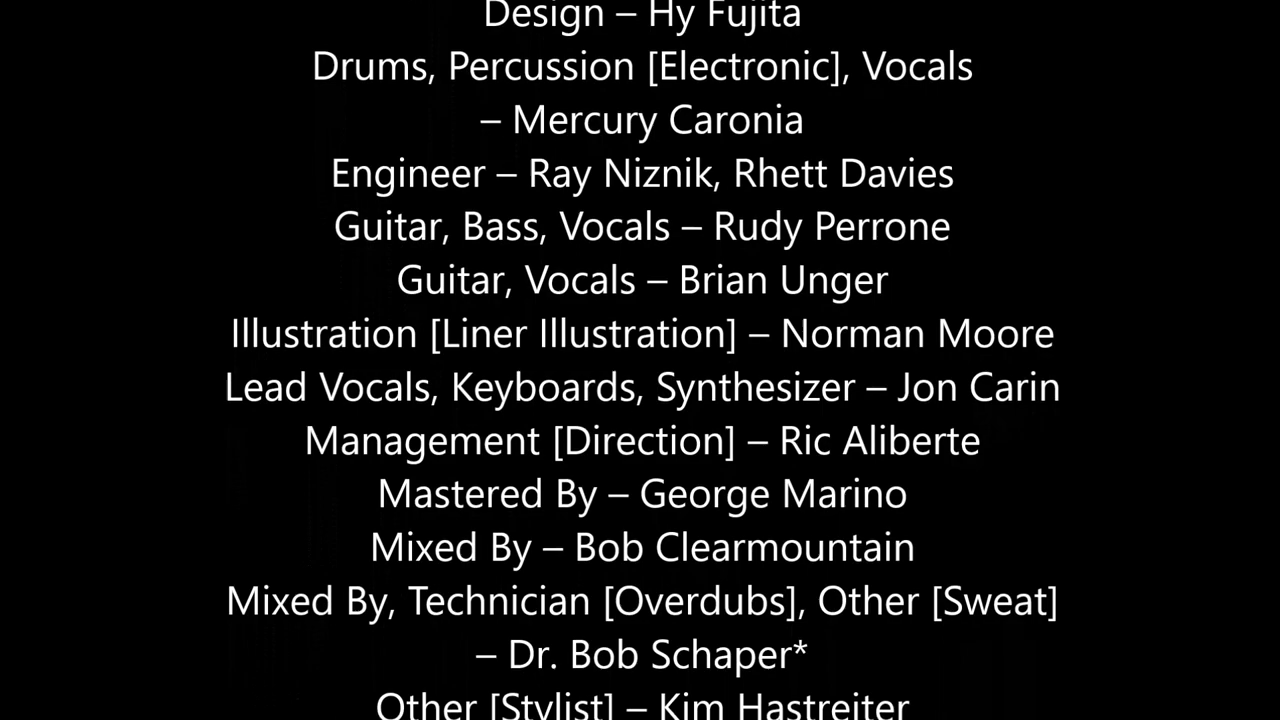 Design – Hy Fujita
Drums, Percussion [Electronic], Vocals
– Mercury Caronia
Engineer – Ray Niznik, Rhett Davies
Guitar, Bass, Vocals – Rudy Perrone
Guitar, Vocals – Brian Unger
Illustration [Liner Illustration] – Norman Moore
Lead Vocals, Keyboards, Synthesizer – Jon Carin
Management [Direction] – Ric Aliberte
Mastered By – George Marino
Mixed By – Bob Clearmountain
Mixed By, Technician [Overdubs], Other [Sweat]
– Dr. Bob Schaper*
Other [Stylist] – Kim Hastreiter